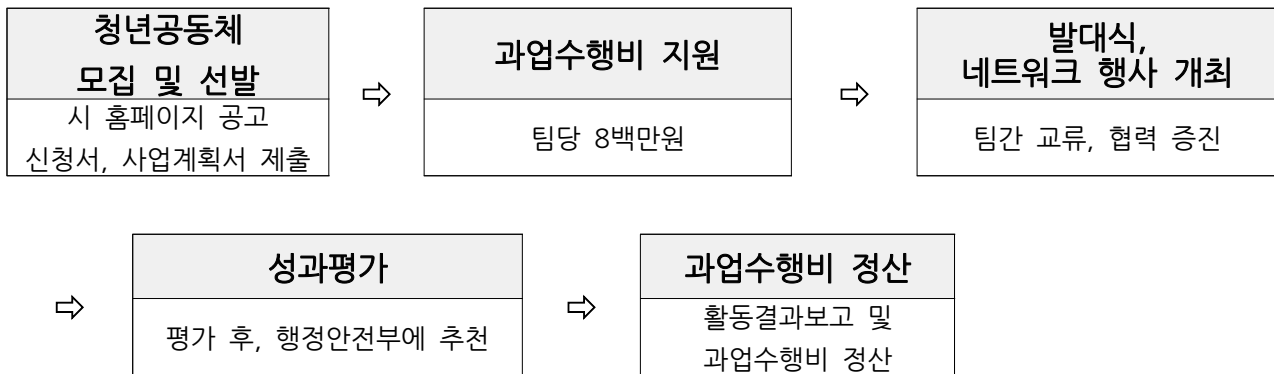 청년공동체
모집 및 선발
시 홈페이지 공고
신청서, 사업계획서 제출
⇨
과업수행비 지원
팀당 8백만원
⇨
발대식,
네트워크 행사 개최
팀간 교류, 협력 증진
⇨
성과평가
평가 후, 행정안전부에 추천
⇨
과업수행비 정산
활동결과보고 및
과업수행비 정산